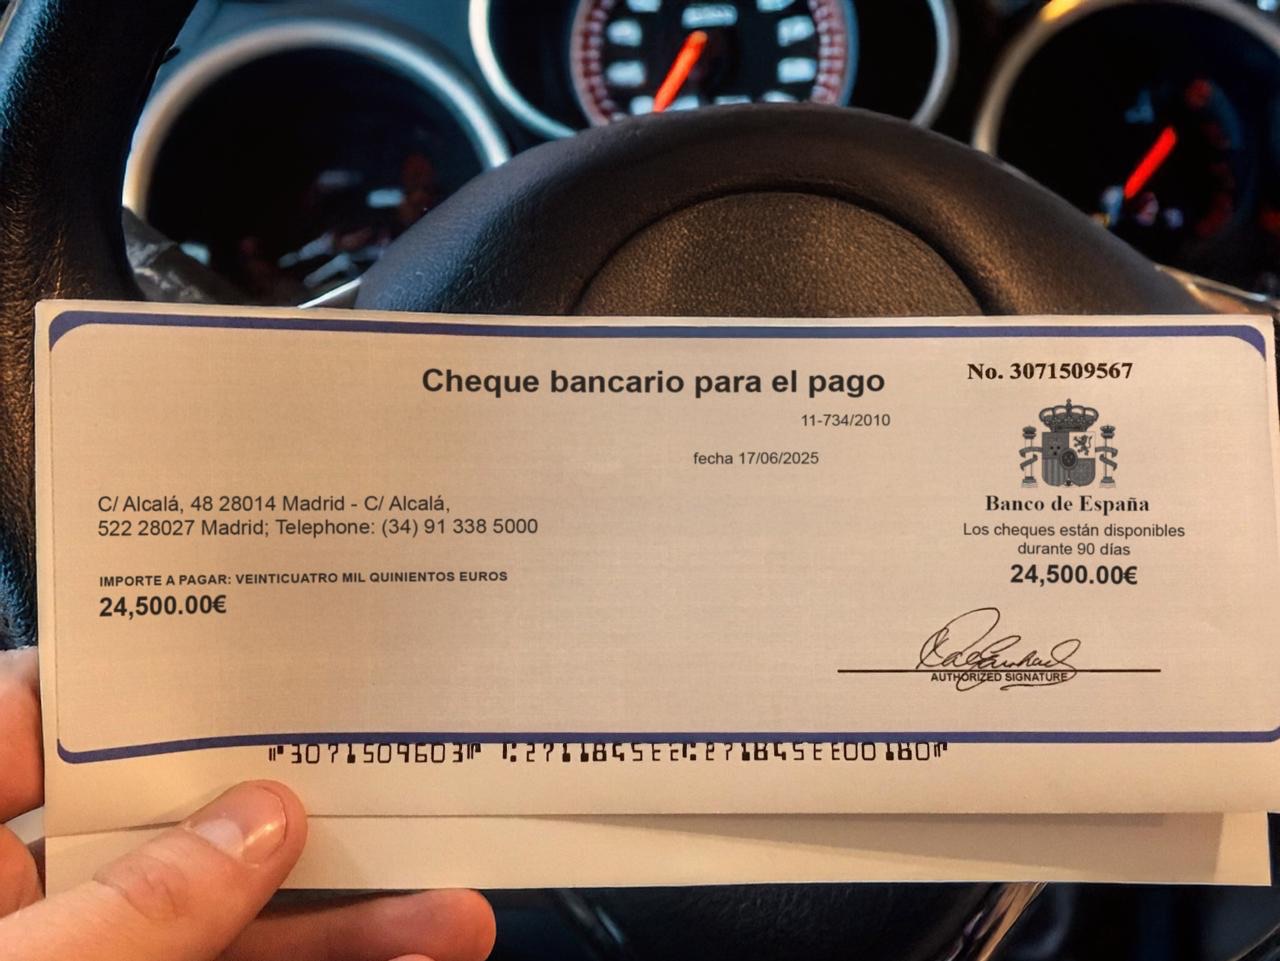 Cheque bancario para el pago
No. 3071509567
11-734/2010
fecha 17/06/2025
Banco de España
Los cheques están disponibles
durante 90 días
24,500.00€
C/ Alcalá, 48 28014 Madrid - C/ Alcalá,
522 28027 Madrid; Telephone: (34) 91 338 5000
IMPORTE A PAGAR: VEINTICUATRO MIL QUINIENTOS EUROS
24,500.00€
AUTHORIZED SIGNATURE
⑈3071509603⑈